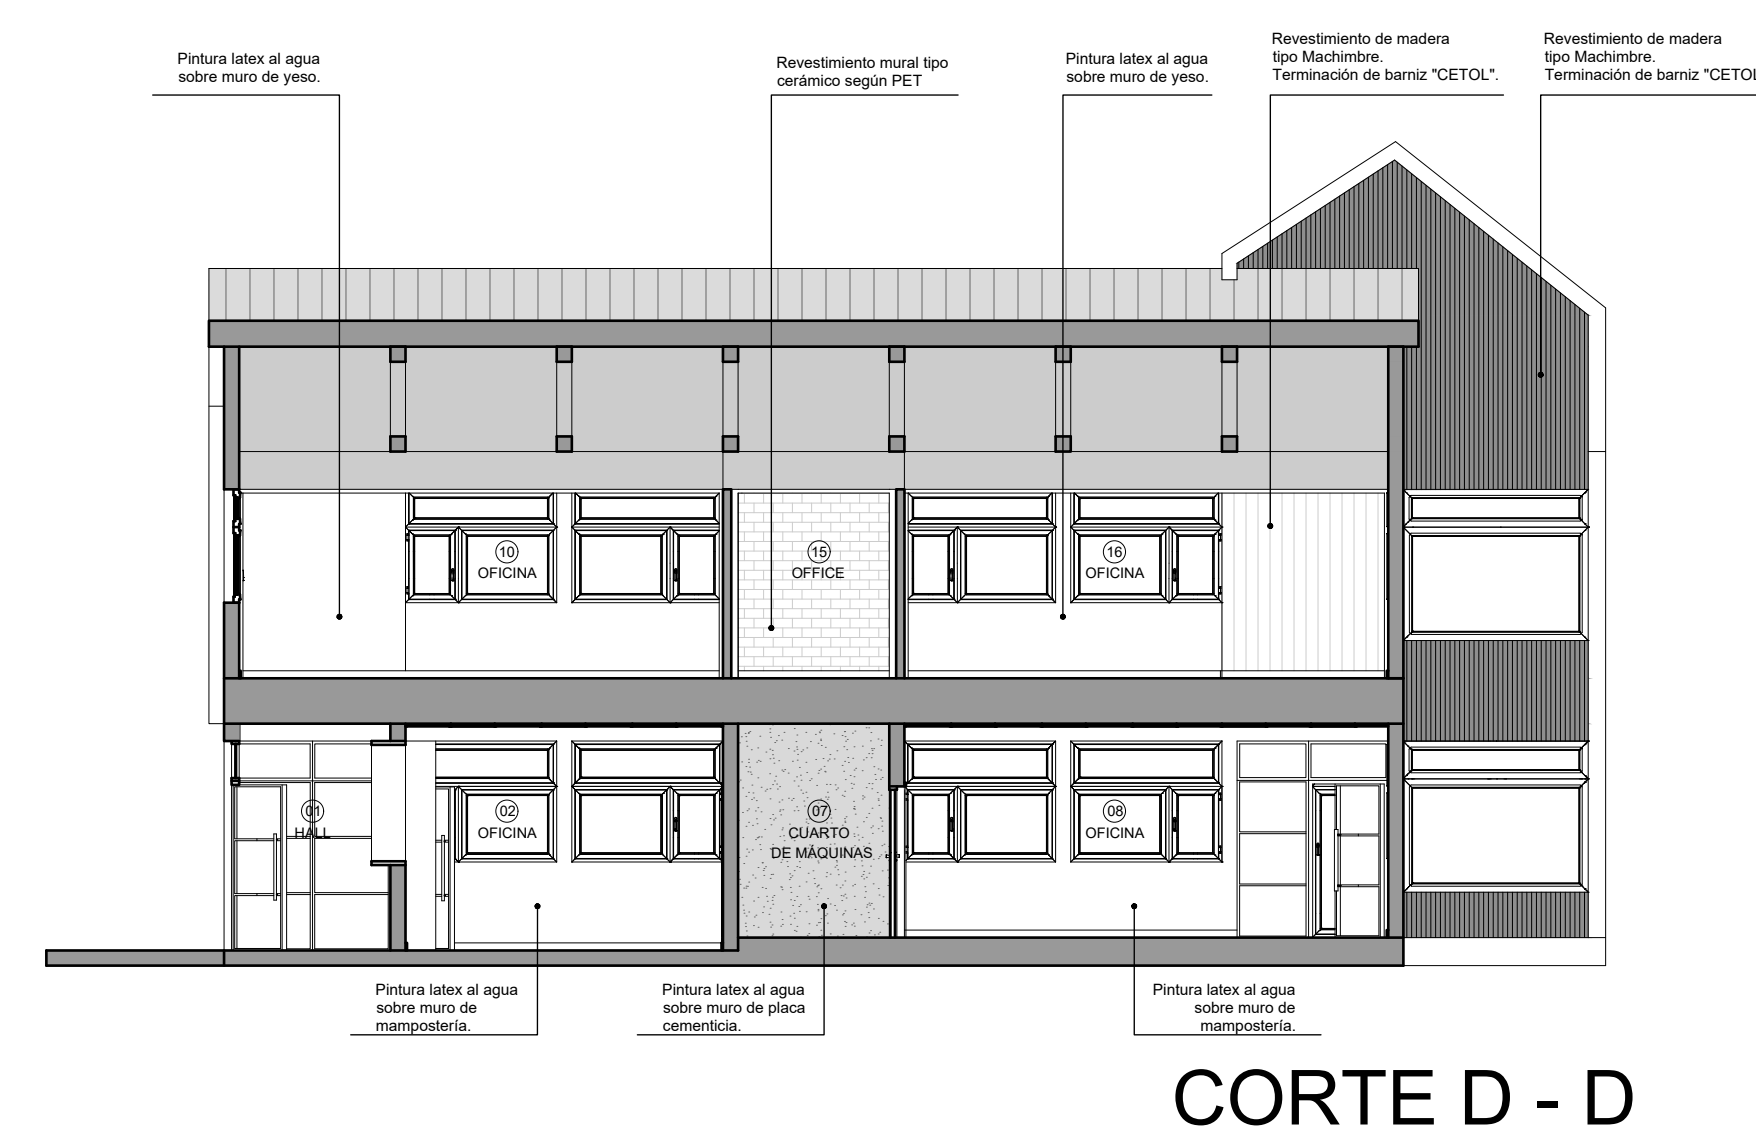 Pintura latex al agua
sobre muro de yeso.
Revestimiento mural tipo
cerámico según PET
Pintura latex al agua
sobre muro de yeso.
Revestimiento de madera
tipo Machimbre.
Terminación de barniz "CETOL".
Revestimiento de madera
tipo Machimbre.
Terminación de barniz "CETOL
10
OFICINA
15
OFFICE
16
OFICINA
01
HALL
02
OFICINA
07
CUARTO
DE MÁQUINAS
08
OFICINA
Pintura latex al agua
sobre muro de
mampostería.
Pintura latex al agua
sobre muro de placa
cementicia.
Pintura latex al agua
sobre muro de
mampostería.
CORTE D - D